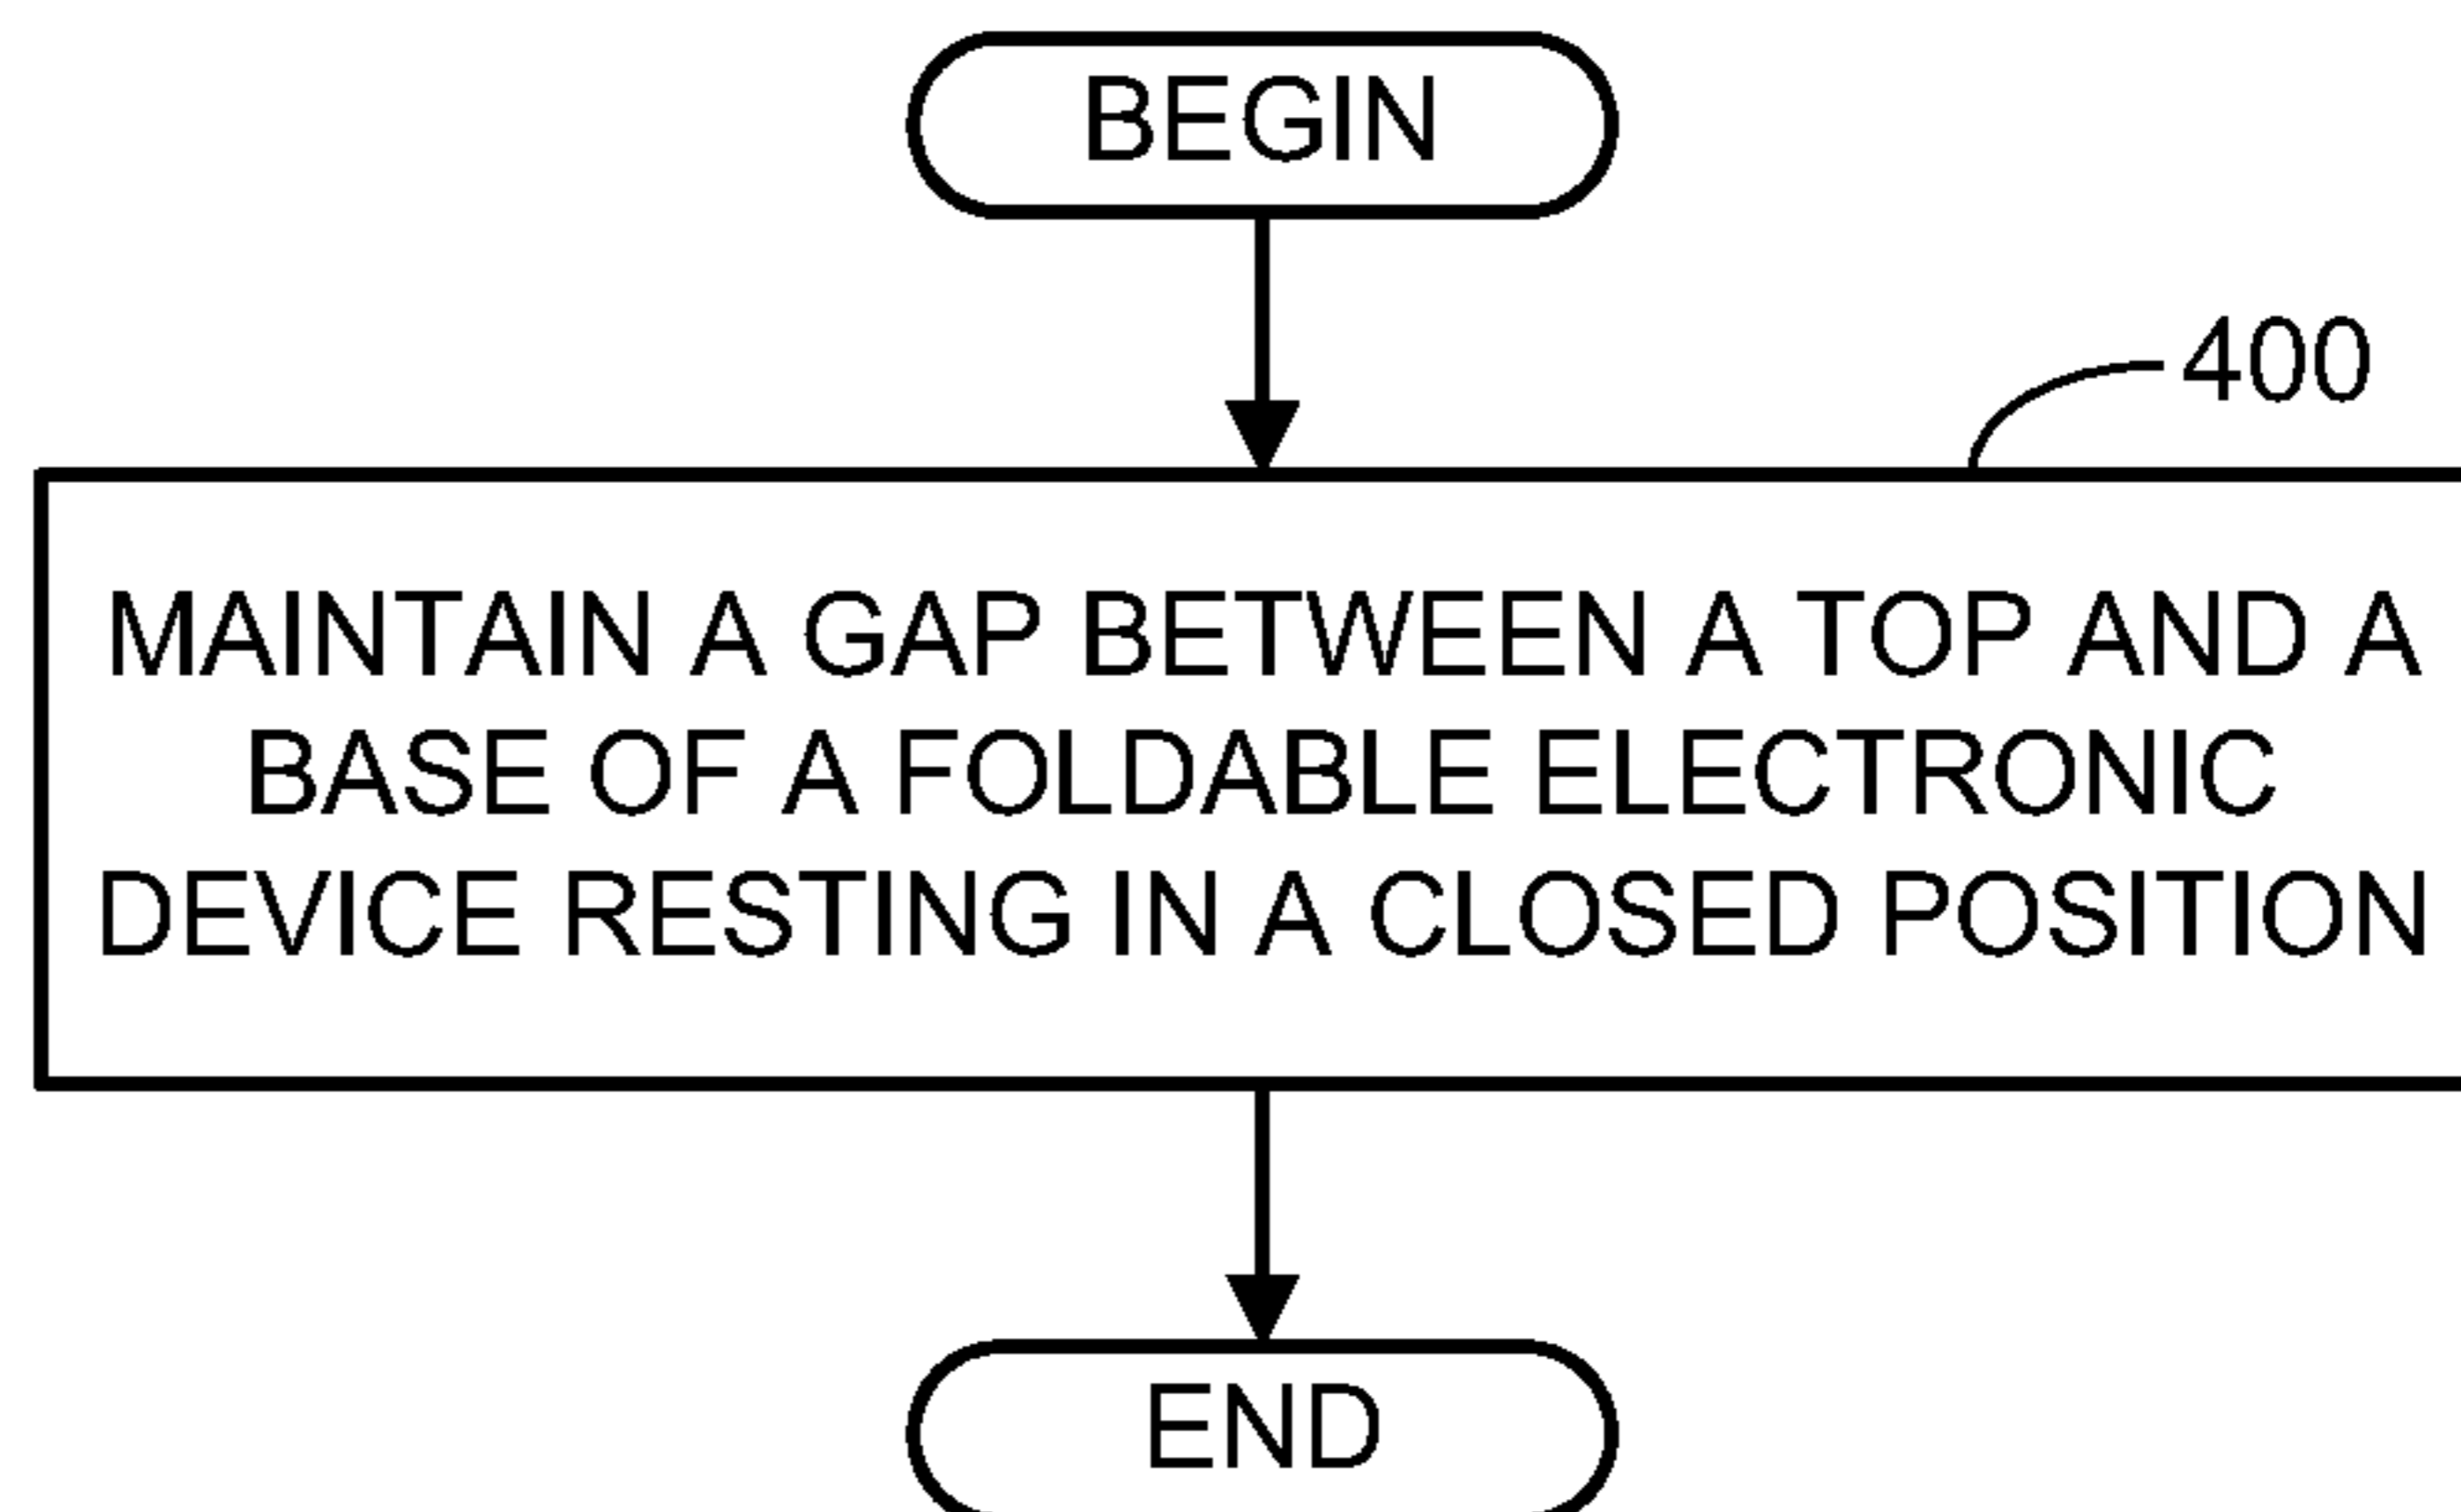 BEGIN
400
MAINTAIN A GAP BETWEEN A TOP AND A
BASE OF A FOLDABLE ELECTRONIC
DEVICE RESTING IN A CLOSED POSITION
END